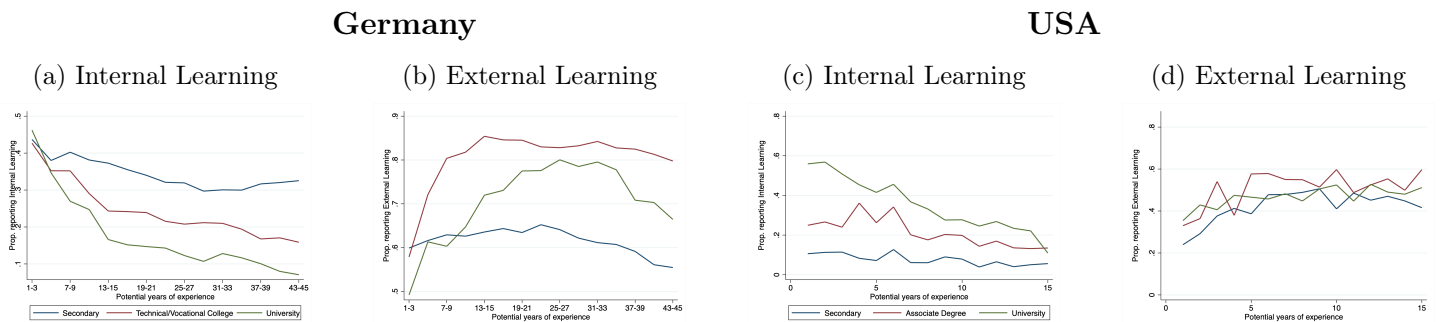 Germany
USA
(a) Internal Learning
(b) External Learning
(c) Internal Learning
(d) External Learning
Prop. reporting Internal Learning
.5
.4
.3
.2
.1
1-3
7-9
13-15
19-21
25-27
31-33
37-39
43-45
Potential years of experience
Secondary
Technical/Vocational College
University
Prop. reporting External Learning
.9
.8
.7
.6
.5
1-3
7-9
13-15
19-21
25-27
31-33
37-39
43-45
Potential years of experience
Prop. reporting Internal Learning
.8
.6
.4
.2
0
5
10
15
Potential years of experience
Secondary
Associate Degree
University
Prop. reporting External Learning
.8
.6
.4
.2
0
0
5
10
15
Potential years of experience